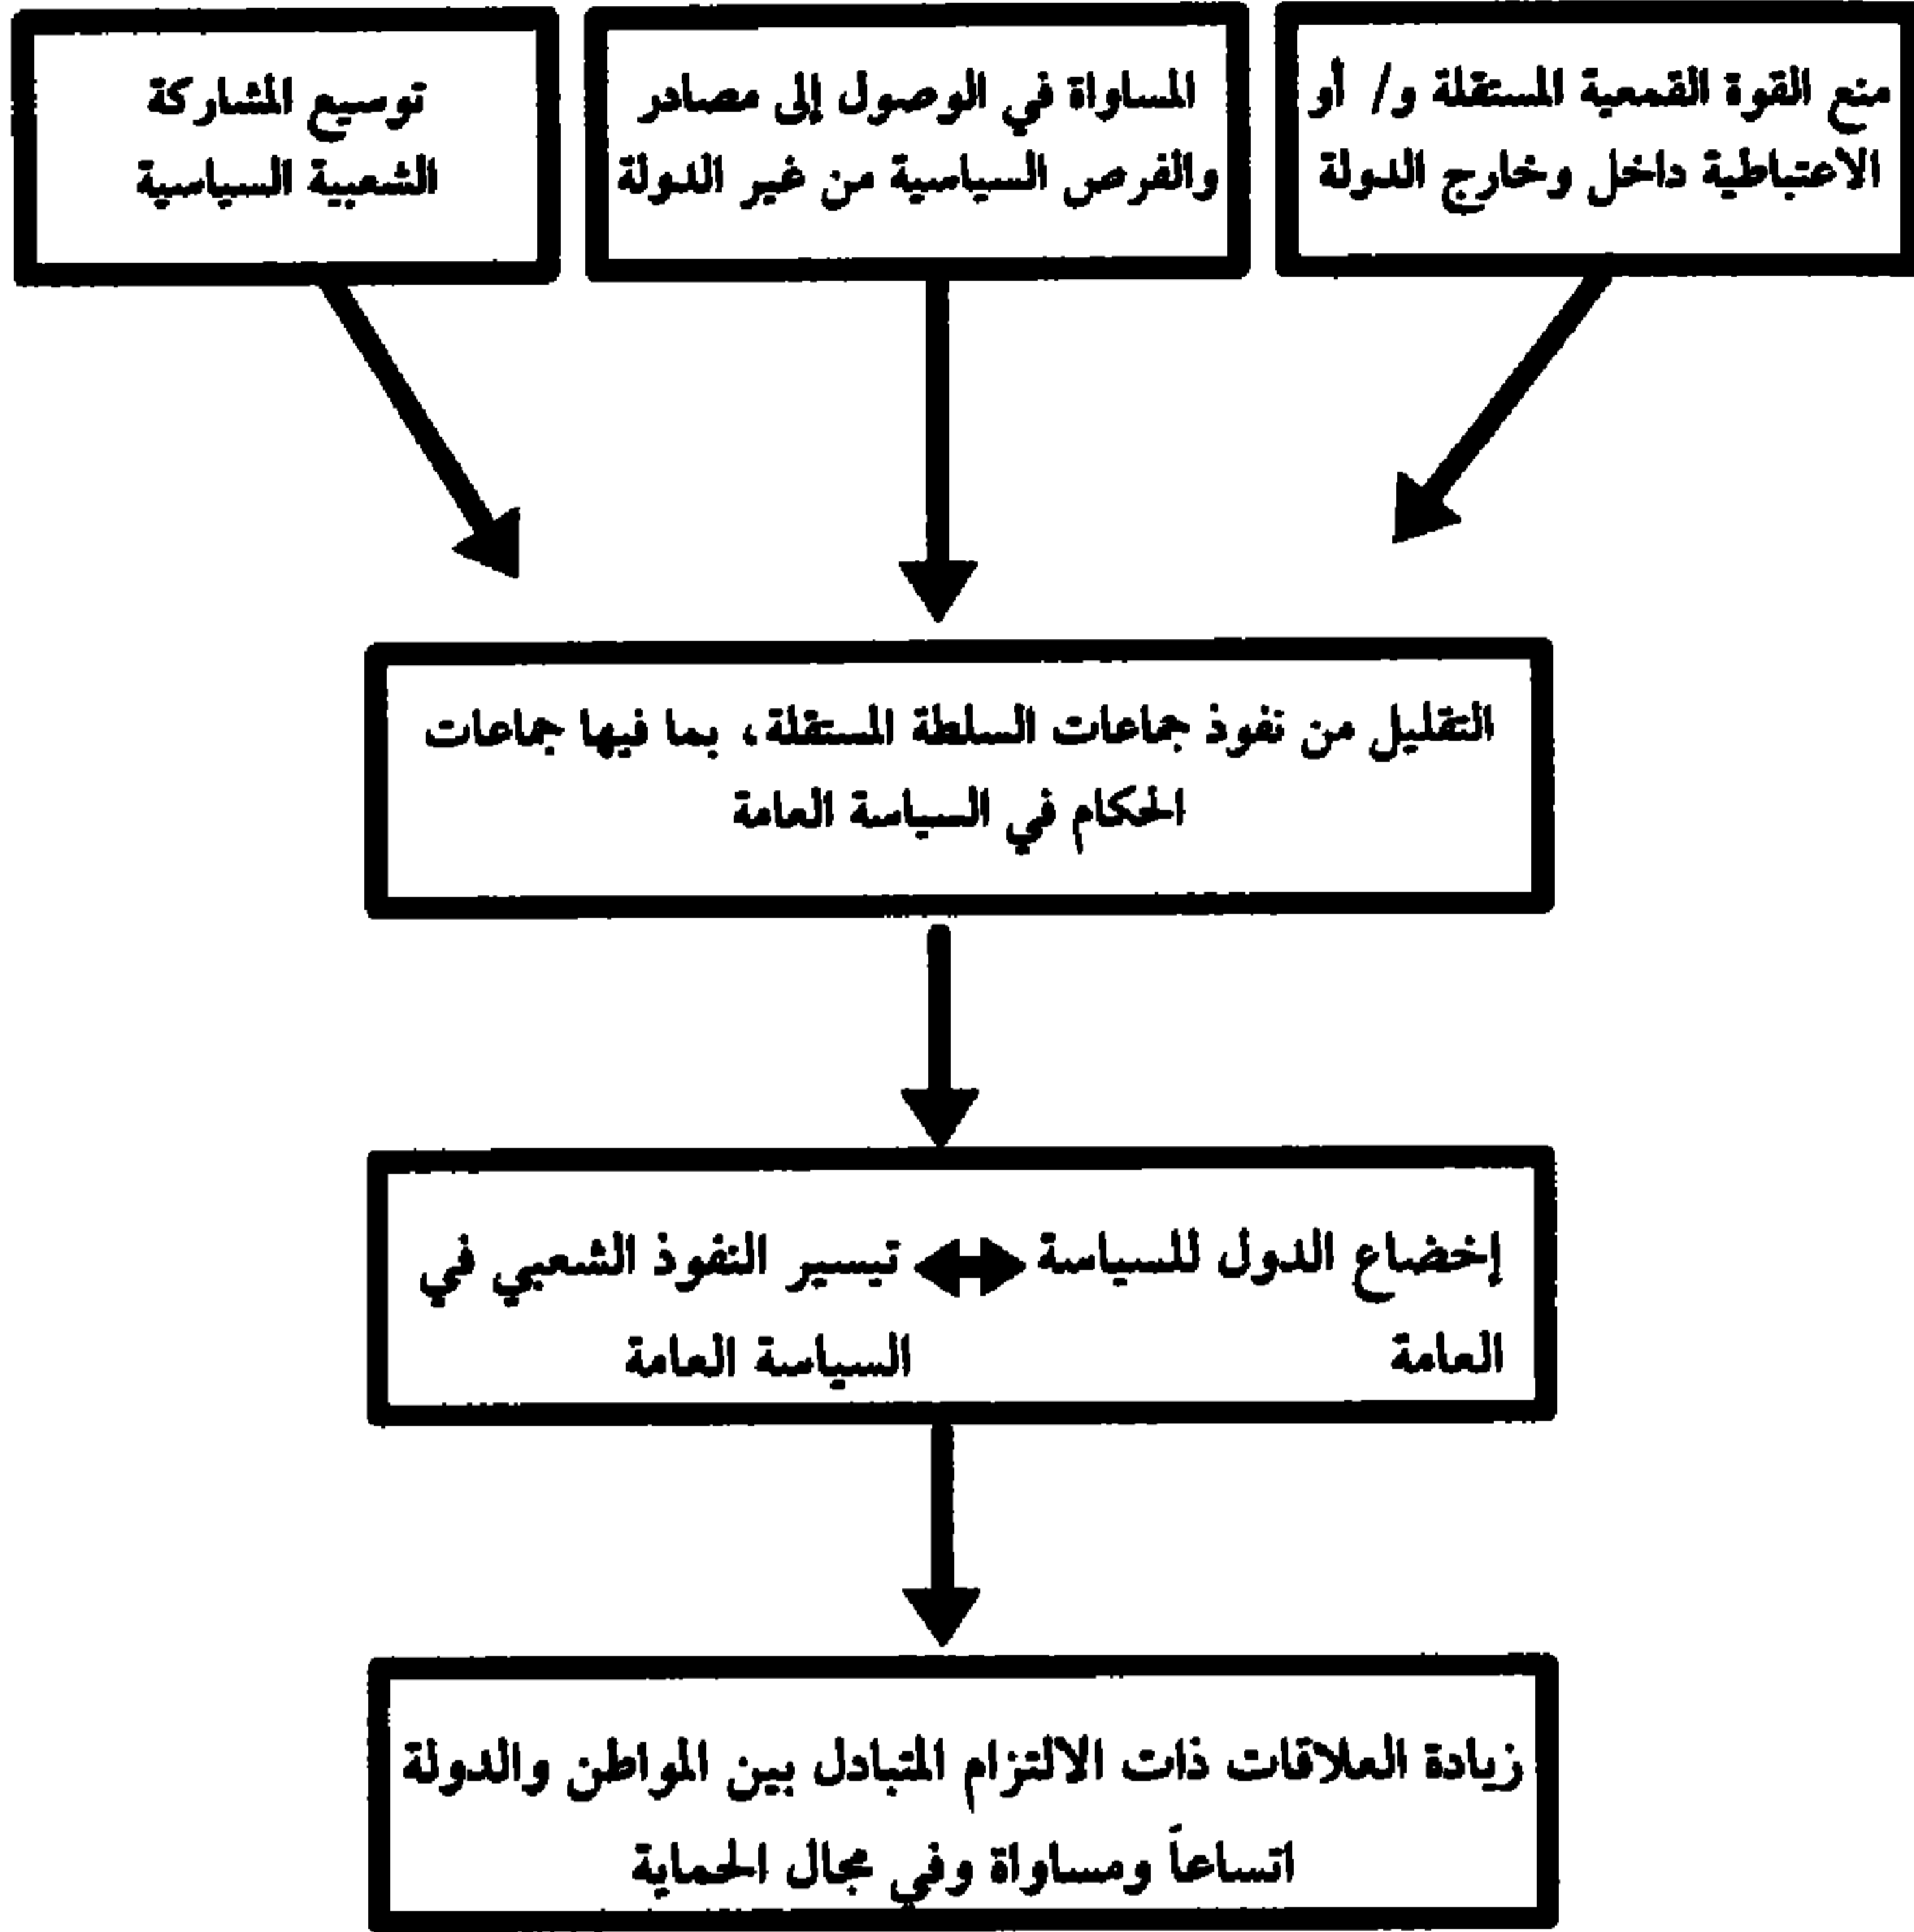 منع القوة القمعية المستقلة و/ أو
الاعتباطية داخل وخارج الدولة
المساواة في الوصول إلى مصادر
والفرص السياسية من غير الدولة
توسيع المشاركة
الشعبية السياسية
التقليل من نفوذ جماعات السلطة المستقلة، بما فيها جماعات
الحكام في السياسة العامة
إخضاع الدول للسياسة
العامة
تيسير النفوذ الشعبي في
السياسة العامة
زيادة العلاقات ذات الالتزام المتبادل بين المواطن والدولة
اتساعاً ومساواة وفي مجال الحماية